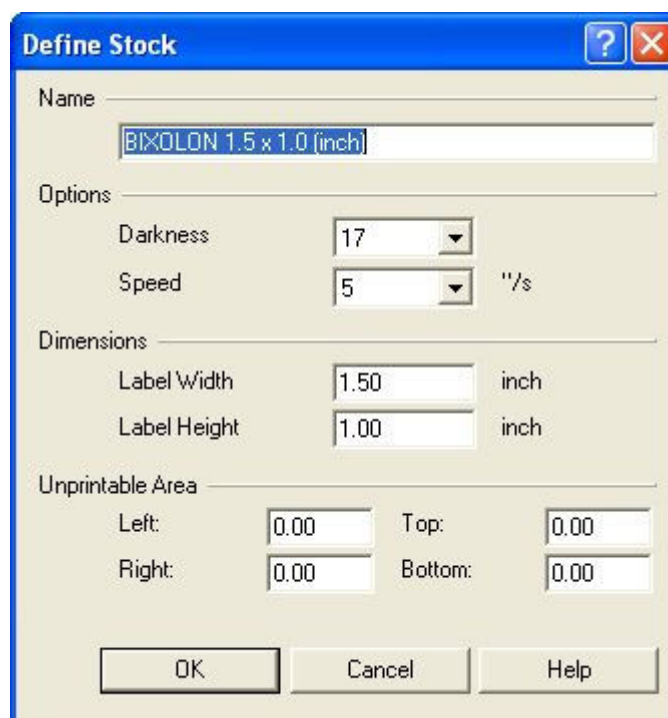 Define Stock
Name
BIXOLON 1.5 x 1.0 (inch)
Options
Darkness 17
Speed 5 "/s
Dimensions
Label Width 1.50 inch
Label Height 1.00 inch
Unprintable Area
Left: 0.00 Top: 0.00
Right: 0.00 Bottom: 0.00
OK Cancel Help